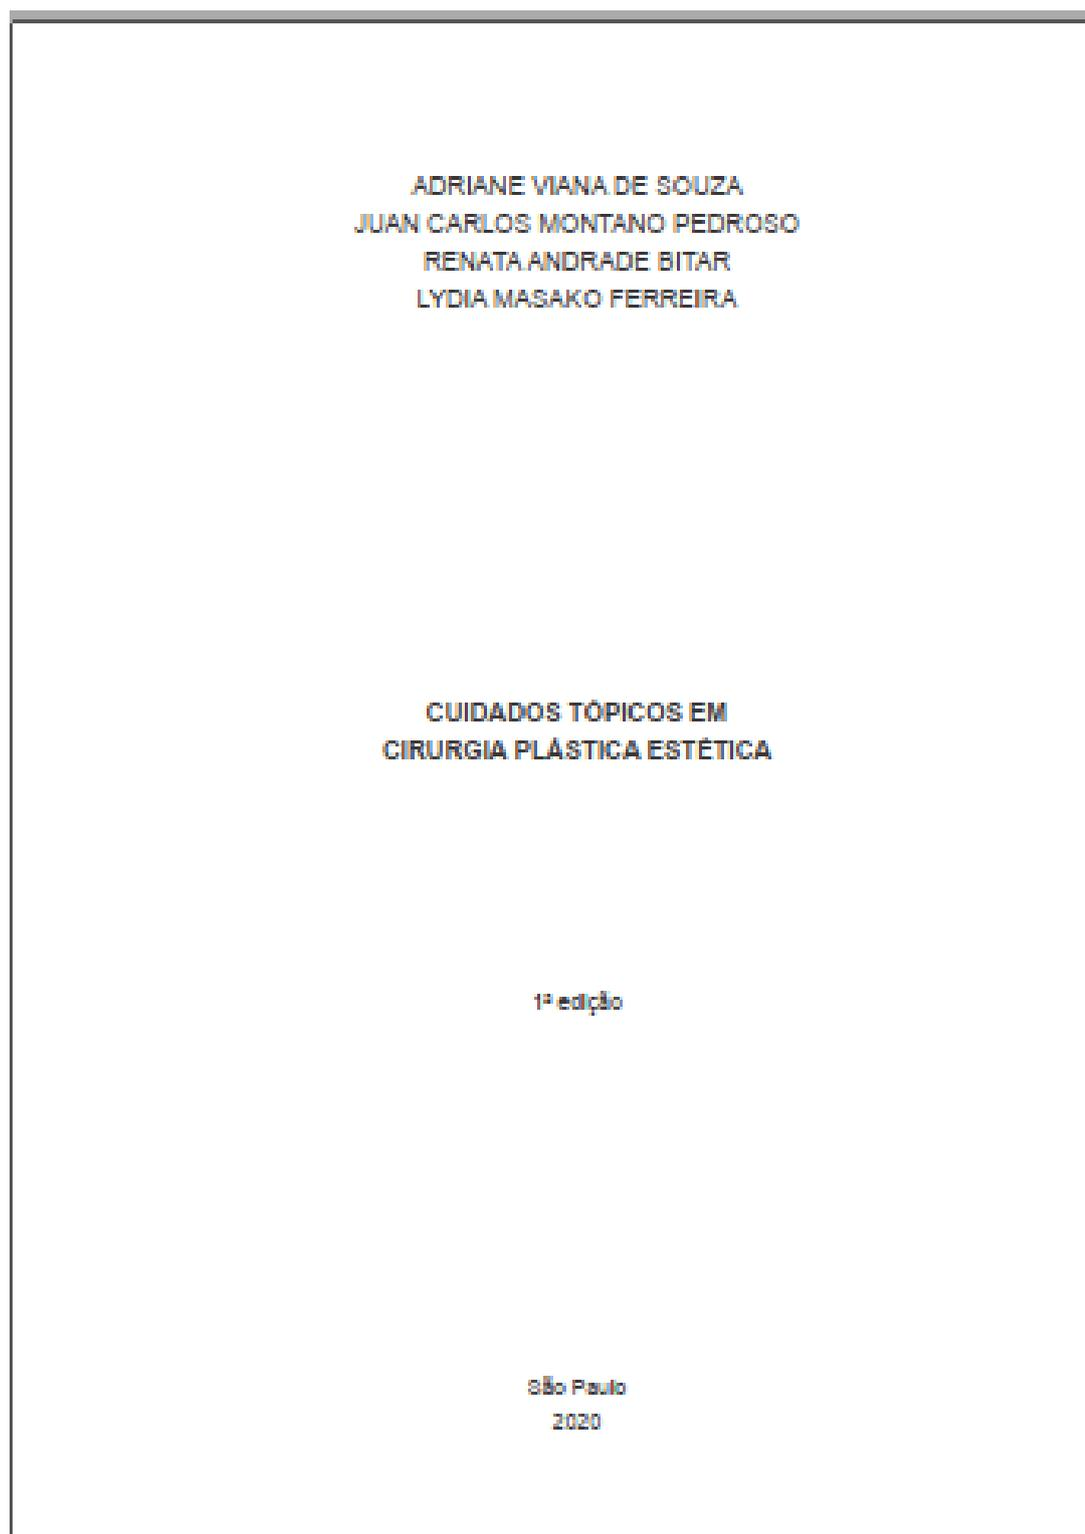 ADRIANE VIANA DE SOUZA
JUAN CARLOS MONTANO PEDROSO
RENATA ANDRADE BITAR
LYDIA MASAKO FERREIRA
CUIDADOS TÓPICOS EM
CIRURGIA PLÁSTICA ESTÉTICA
1ª edição
São Paulo
2020